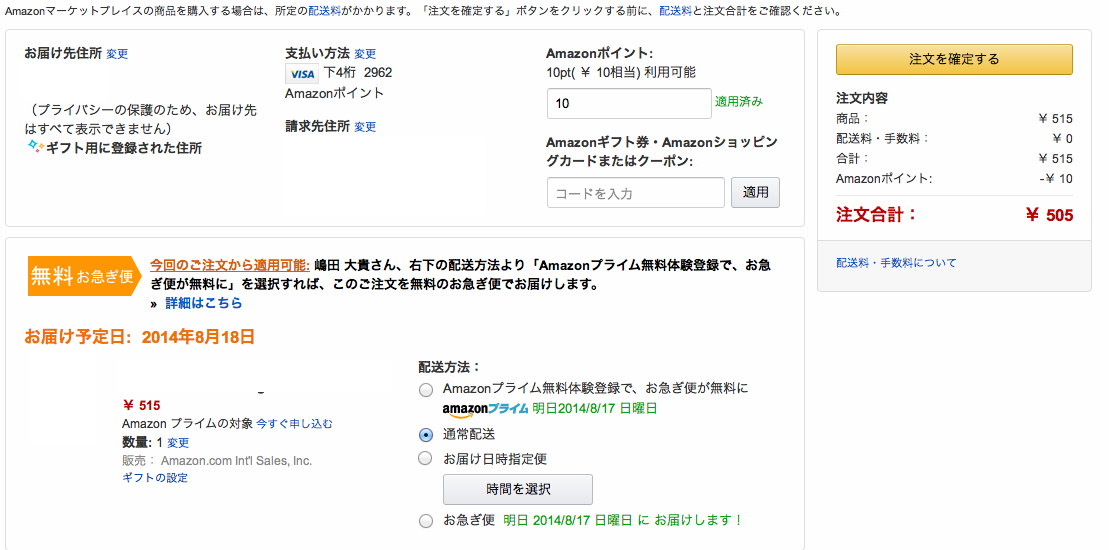 Amazonマーケットプレイスの商品を購入する場合は、所定の配送料がかかります。「注文を確定する」ボタンをクリックする前に、配送料と注文合計をご確認ください。
お届け先住所 変更
（プライバシーの保護のため、お届け先
はすべて表示できません）
ギフト用に登録された住所
支払い方法 変更
VISA 下4桁 2962
Amazonポイント
請求先住所 変更
Amazonポイント:
10pt( ￥ 10相当) 利用可能
10 適用済み
Amazonギフト券・Amazonショッピン
グカードまたはクーポン:
コードを入力 適用
注文を確定する
注文内容
商品： ￥ 515
配送料・手数料： ￥ 0
合計： ￥ 515
Amazonポイント: -￥ 10
注文合計： ￥ 505
配送料・手数料について
無料お急ぎ便
今回のご注文から適用可能: 嶋田 大貴さん、右下の配送方法より「Amazonプライム無料体験登録で、お急
ぎ便が無料に」を選択すれば、このご注文を無料のお急ぎ便でお届けします。
» 詳細はこちら
お届け予定日: 2014年8月18日
￥ 515
Amazon プライムの対象 今すぐ申し込む
数量: 1 変更
販売： Amazon.com Int'l Sales, Inc.
ギフトの設定
配送方法：
Amazonプライム無料体験登録で、お急ぎ便が無料に
amazonプライム 明日2014/8/17 日曜日
通常配送
お届け日時指定便
時間を選択
お急ぎ便 明日 2014/8/17 日曜日 に お届けします！